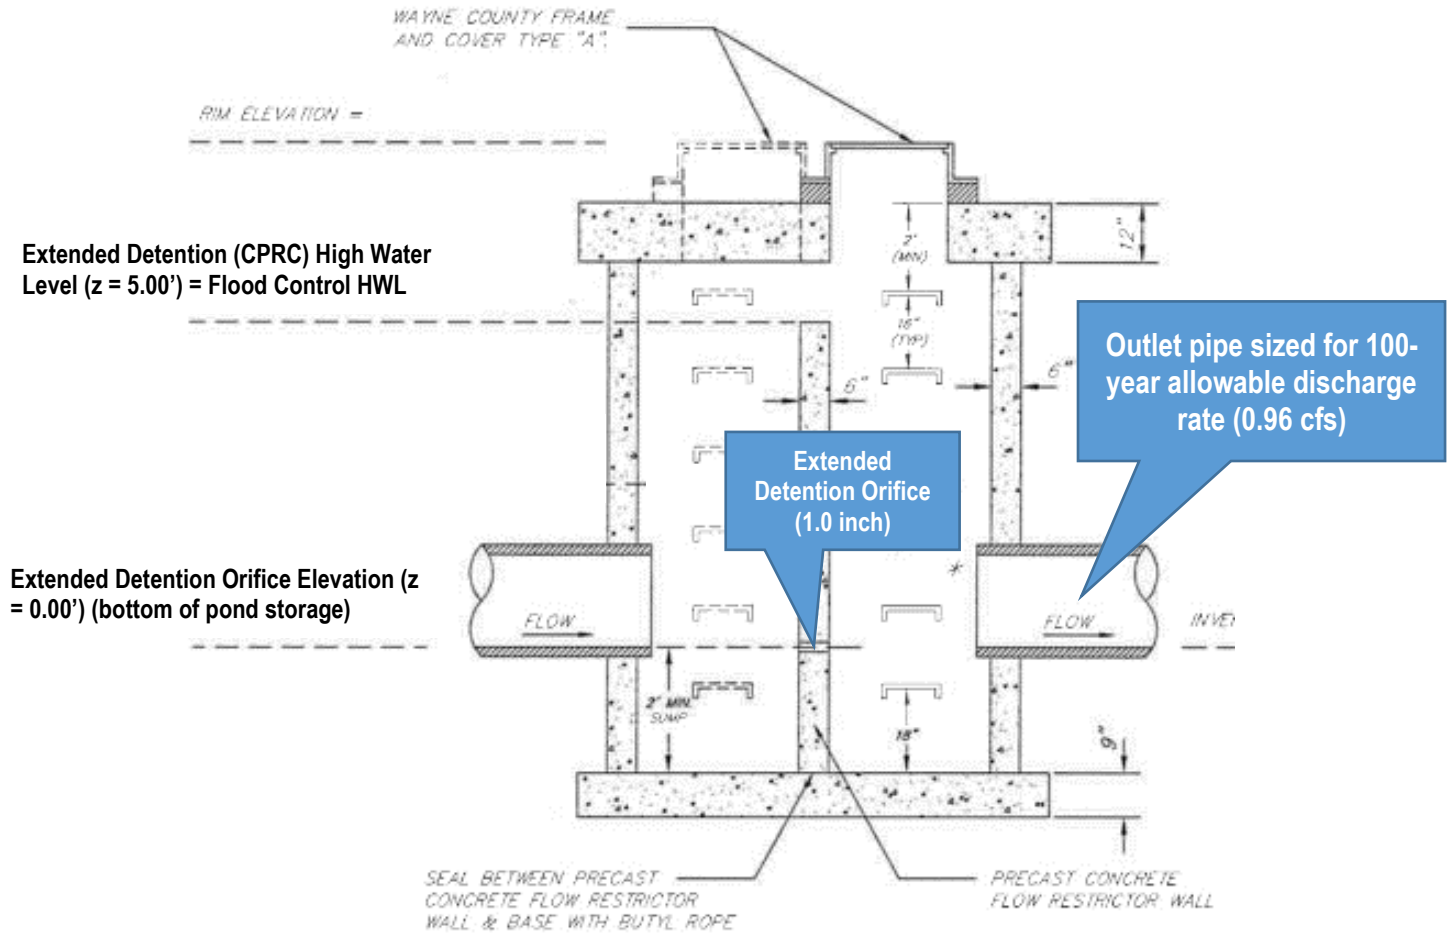 WAYNE COUNTY FRAME
AND COVER TYPE "A".
RIM ELEVATION =
12"
Extended Detention (CPRC) High Water
Level (z = 5.00') = Flood Control HWL
2'
(MIN)
16"
(TYP)
6"
6"
Outlet pipe sized for 100-
year allowable discharge
rate (0.96 cfs)
Extended
Detention Orifice
(1.0 inch)
Extended Detention Orifice Elevation (z
= 0.00') (bottom of pond storage)
*
FLOW
FLOW
INVE
2' MIN.
SUMP
18"
9"
SEAL BETWEEN PRECAST
CONCRETE FLOW RESTRICTOR
WALL & BASE WITH BUTYL ROPE
PRECAST CONCRETE
FLOW RESTRICTOR WALL